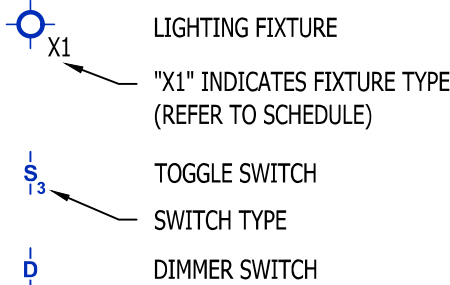 LIGHTING FIXTURE
X1
"X1" INDICATES FIXTURE TYPE
(REFER TO SCHEDULE)
S3 TOGGLE SWITCH
SWITCH TYPE
D DIMMER SWITCH